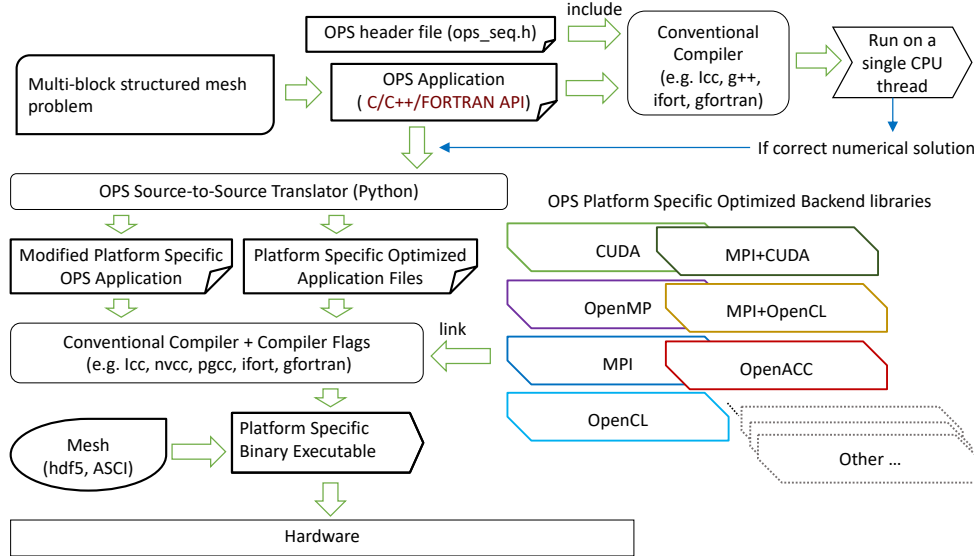 include
OPS header file (ops_seq.h)
Conventional
Compiler
(e.g. Icc, g++,
ifort, gfortran)
Run on a
single CPU
thread
Multi-block structured mesh
problem
OPS Application
( C/C++/FORTRAN API)
If correct numerical solution
OPS Source-to-Source Translator (Python)
OPS Platform Specific Optimized Backend libraries
Modified Platform Specific
OPS Application
Platform Specific Optimized
Application Files
CUDA
MPI+CUDA
OpenMP
MPI+OpenCL
Conventional Compiler + Compiler Flags
(e.g. Icc, nvcc, pgcc, ifort, gfortran)
link
MPI
OpenACC
OpenCL
Other ...
Mesh
(hdf5, ASCI)
Platform Specific
Binary Executable
Hardware